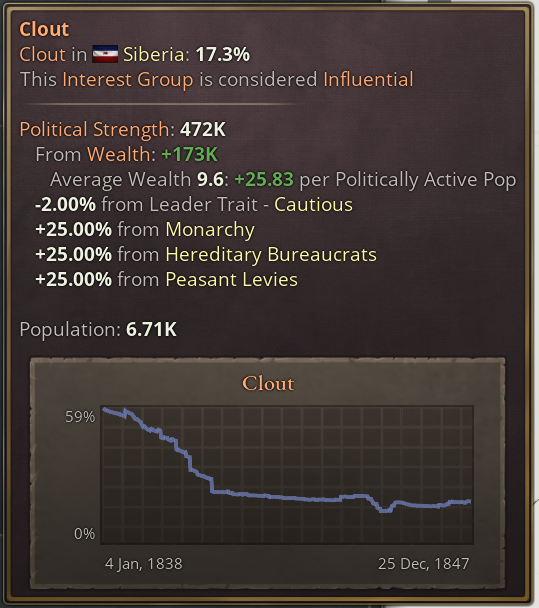 Clout
Clout in Siberia: 17.3%
This Interest Group is considered Influential
Political Strength: 472K
From Wealth: +173K
Average Wealth 9.6: +25.83 per Politically Active Pop
-2.00% from Leader Trait - Cautious
+25.00% from Monarchy
+25.00% from Hereditary Bureaucrats
+25.00% from Peasant Levies
Population: 6.71K
Clout
59%
0%
4 Jan, 1838
25 Dec, 1847